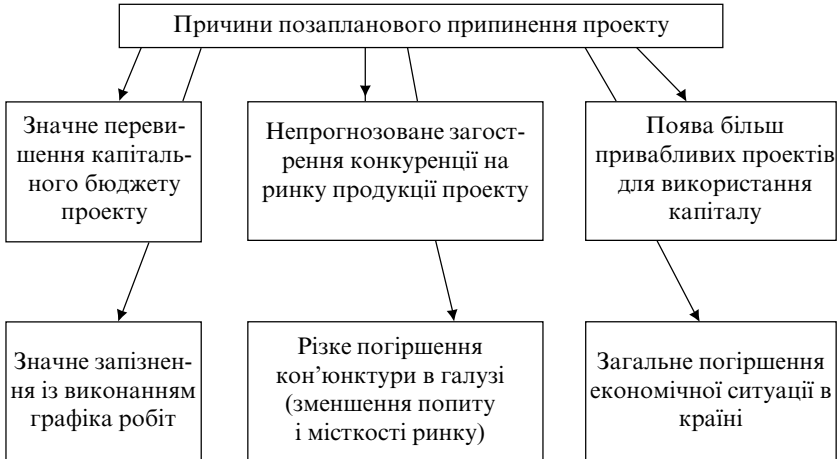 Причини позапланового припинення проекту
Значне переви-
шення капіталь-
ного бюджету
проекту
Непрогнозоване загост-
рення конкуренції на
ринку продукції проекту
Поява більш
привабливих проектів
для використання
капіталу
Значне запізнен-
ня із виконанням
графіка робіт
Різке погіршення
кон’юнктури в галузі
(зменшення попиту
і місткості ринку)
Загальне погіршення
економічної ситуації в
країні